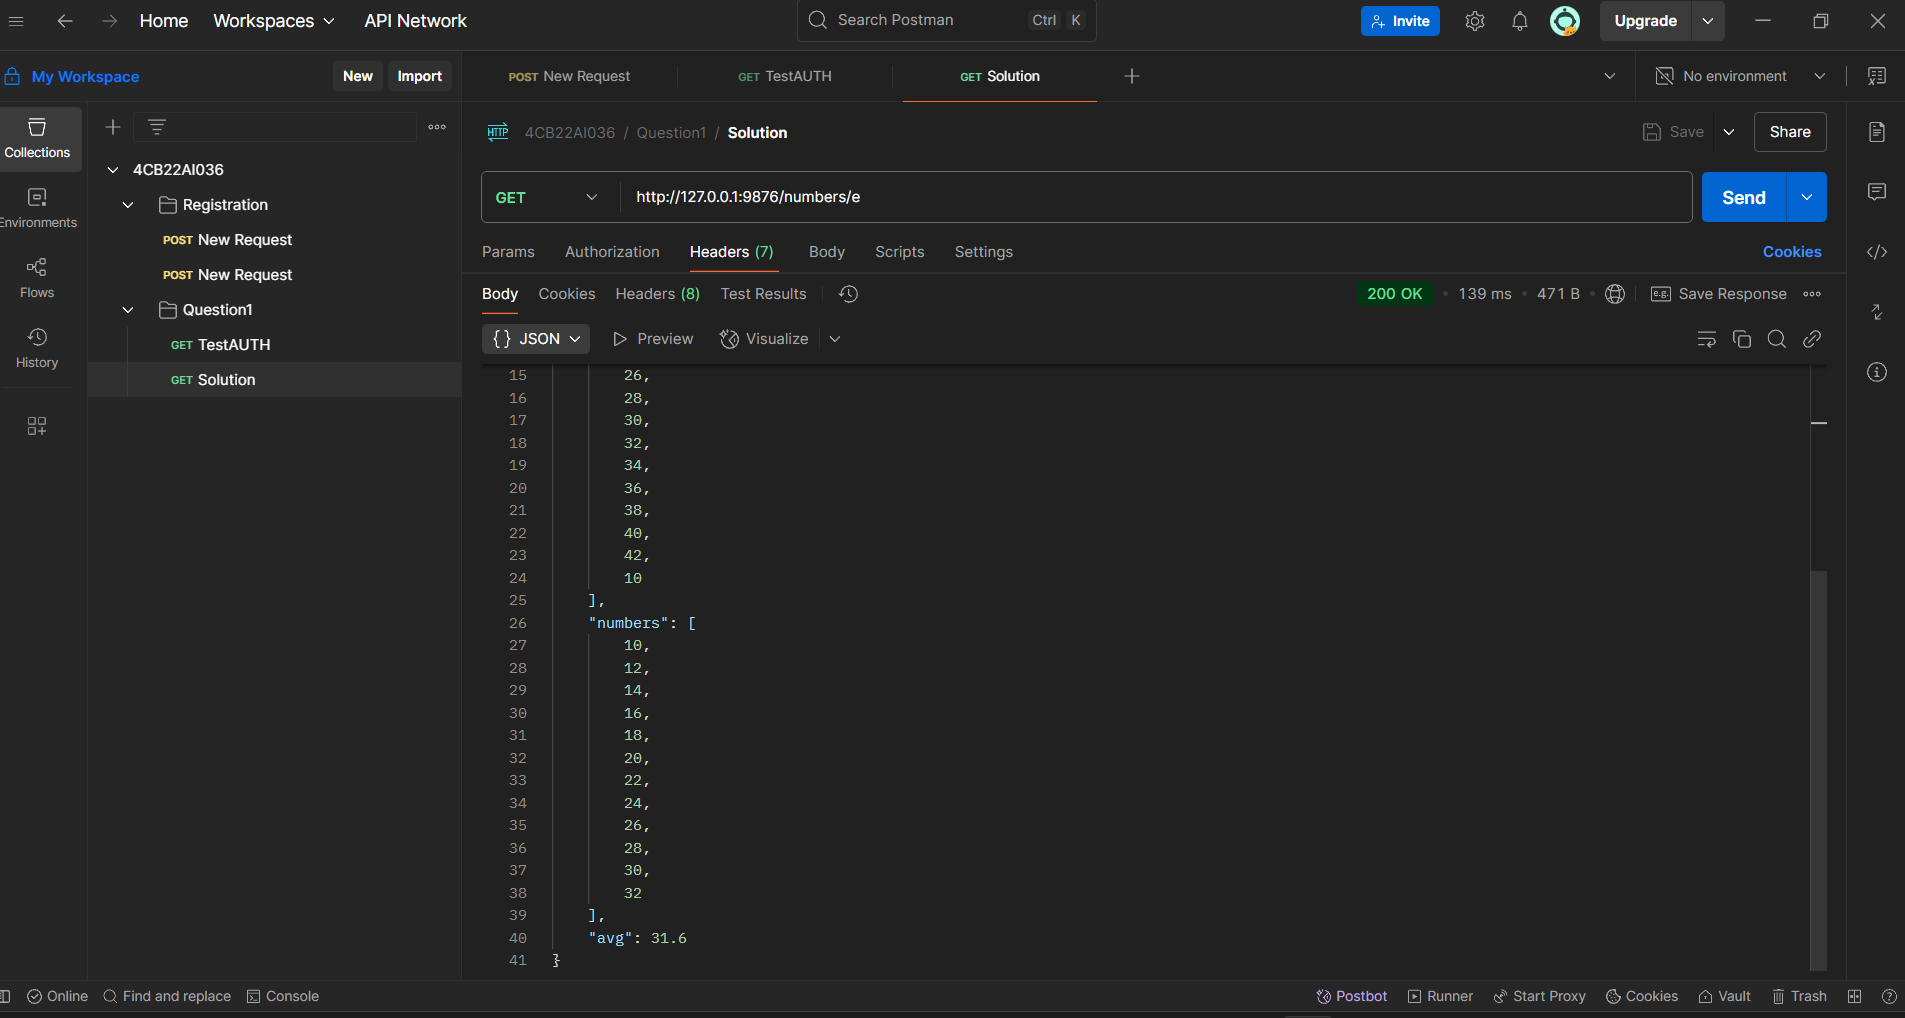 Home Workspaces API Network Search Postman Ctrl K Invite Upgrade
My Workspace New Import POST New Request GET TestAUTH GET Solution No environment
Collections
Environments
Flows
History
4CB22AI036
Registration
POST New Request
POST New Request
Question1
GET TestAUTH
GET Solution
HTTP 4CB22AI036 / Question1 / Solution Save Share
GET http://127.0.0.1:9876/numbers/e Send
Params Authorization Headers (7) Body Scripts Settings Cookies
Body Cookies Headers (8) Test Results 200 OK • 139 ms • 471 B • e.g. Save Response
{} JSON Preview Visualize
15 26,
16 28,
17 30,
18 32,
19 34,
20 36,
21 38,
22 40,
23 42,
24 10
25 ],
26 "numbers": [
27 10,
28 12,
29 14,
30 16,
31 18,
32 20,
33 22,
34 24,
35 26,
36 28,
37 30,
38 32
39 ],
40 "avg": 31.6
41 }
Online Find and replace Console Postbot Runner Start Proxy Cookies Vault Trash